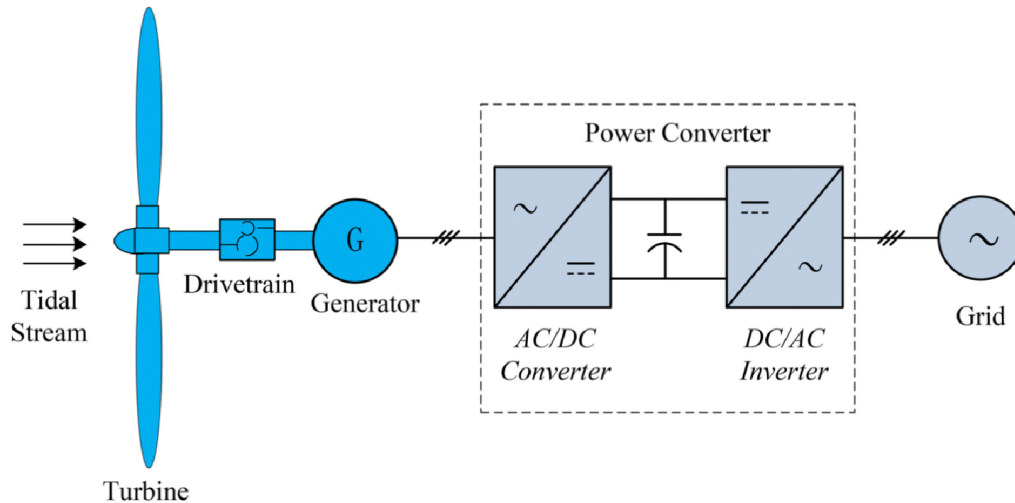 Power Converter
G
Drivetrain
Generator
Tidal
Stream
AC/DC
Converter
DC/AC
Inverter
Grid
Turbine